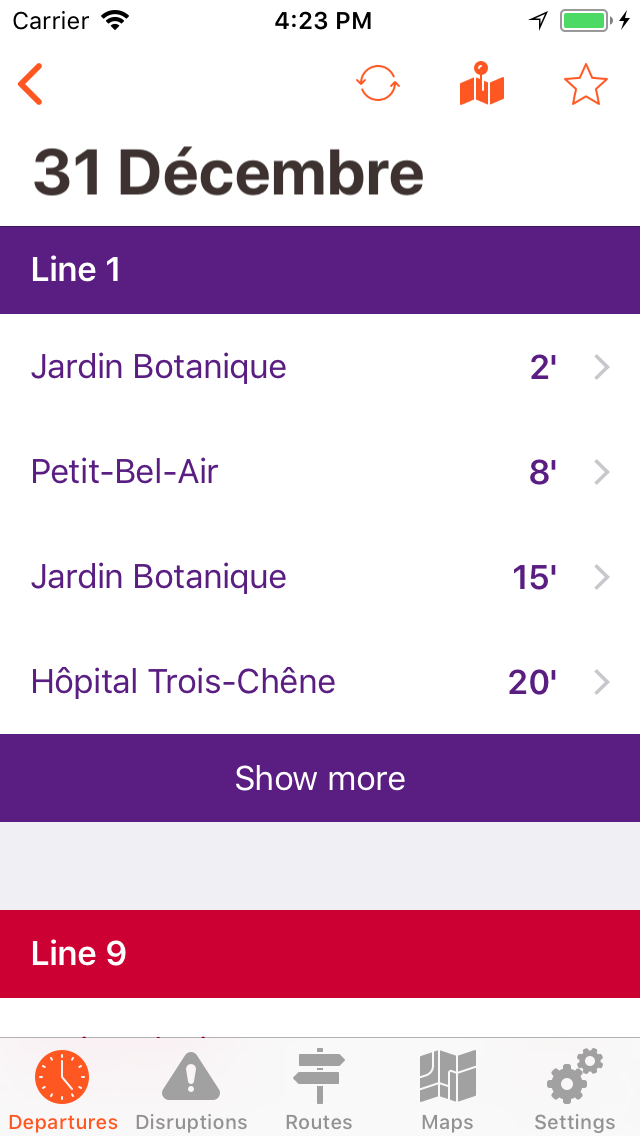 Carrier 4:23 PM
31 Décembre
Line 1
Jardin Botanique 2'
Petit-Bel-Air 8'
Jardin Botanique 15'
Hôpital Trois-Chêne 20'
Show more
Line 9
Departures Disruptions Routes Maps Settings